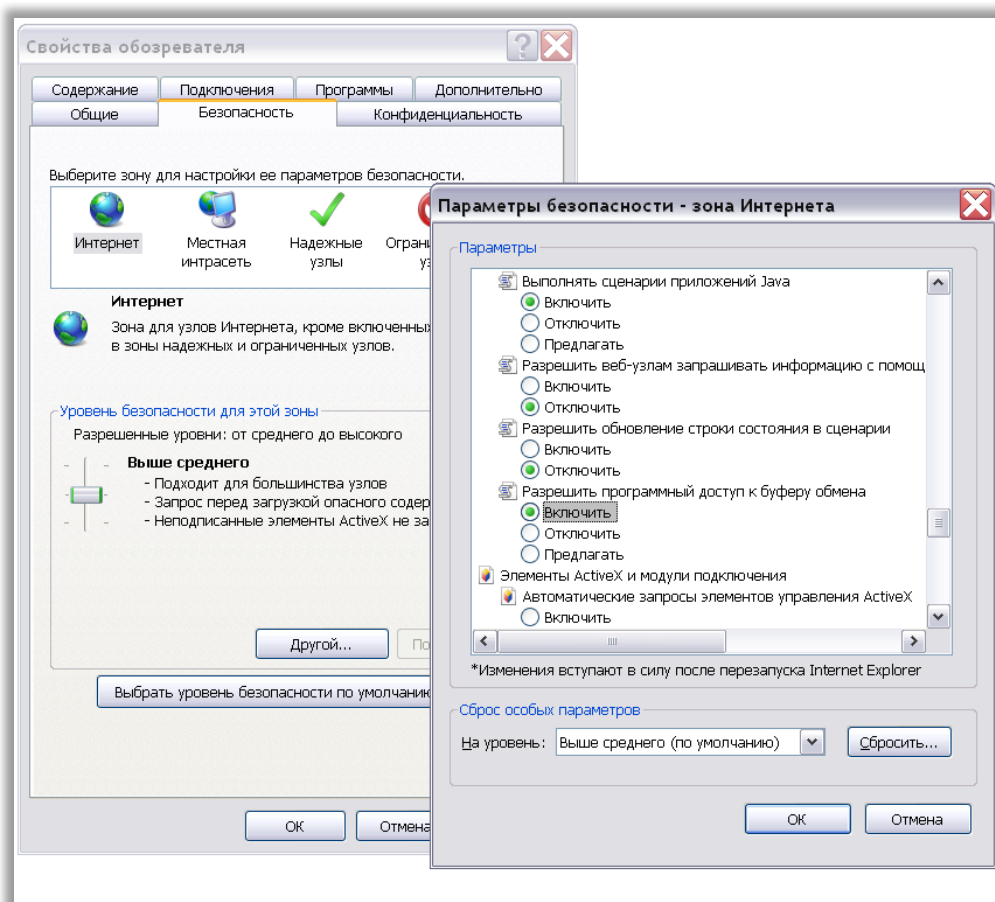 Свойства обозревателя
Содержание Подключения Программы Дополнительно
Общие Безопасность Конфиденциальность
Выберите зону для настройки ее параметров безопасности.
Интернет
Местная
интрасеть
Надежные
узлы
Интернет
Зона для узлов Интернета, кроме
в зоны надежных и ограниченных узлов.
Уровень безопасности для этой зоны
Разрешенные уровни: от среднего до высокого
Выше среднего
- Подходит для большинства узлов
- Запрос перед загрузкой опасного
- Неподписанные элементы ActiveX не
Другой...
Выбрать уровень безопасности по
ОК
Параметры безопасности - зона Интернета
Параметры
Выполнять сценарии приложений Java
Включить
Отключить
Предлагать
Разрешить веб-узлам запрашивать информацию с
Включить
Отключить
Разрешить обновление строки состояния в сценарии
Включить
Отключить
Разрешить программный доступ к буферу обмена
Включить
Отключить
Предлагать
Элементы ActiveX и модули подключения
Автоматические запросы элементов управления ActiveX
Включить
*Изменения вступают в силу после перезапуска Internet Explorer
Сброс особых параметров
На уровень: Выше среднего (по умолчанию) Сбросить...
ОК Отмена